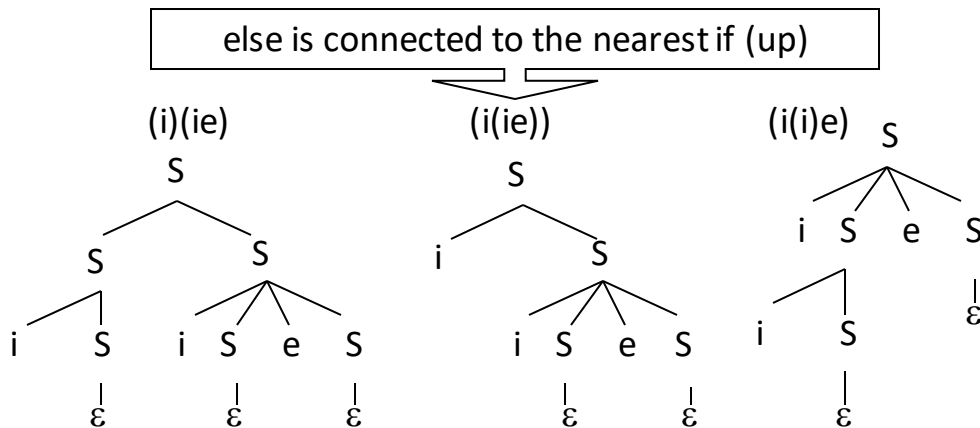 else is connected to the nearest if (up)
(i)(ie) (i(ie)) (i(i)e)
S S S
S S i S i S e S
i S i S e S i S e S i S ε
ε ε ε ε ε ε